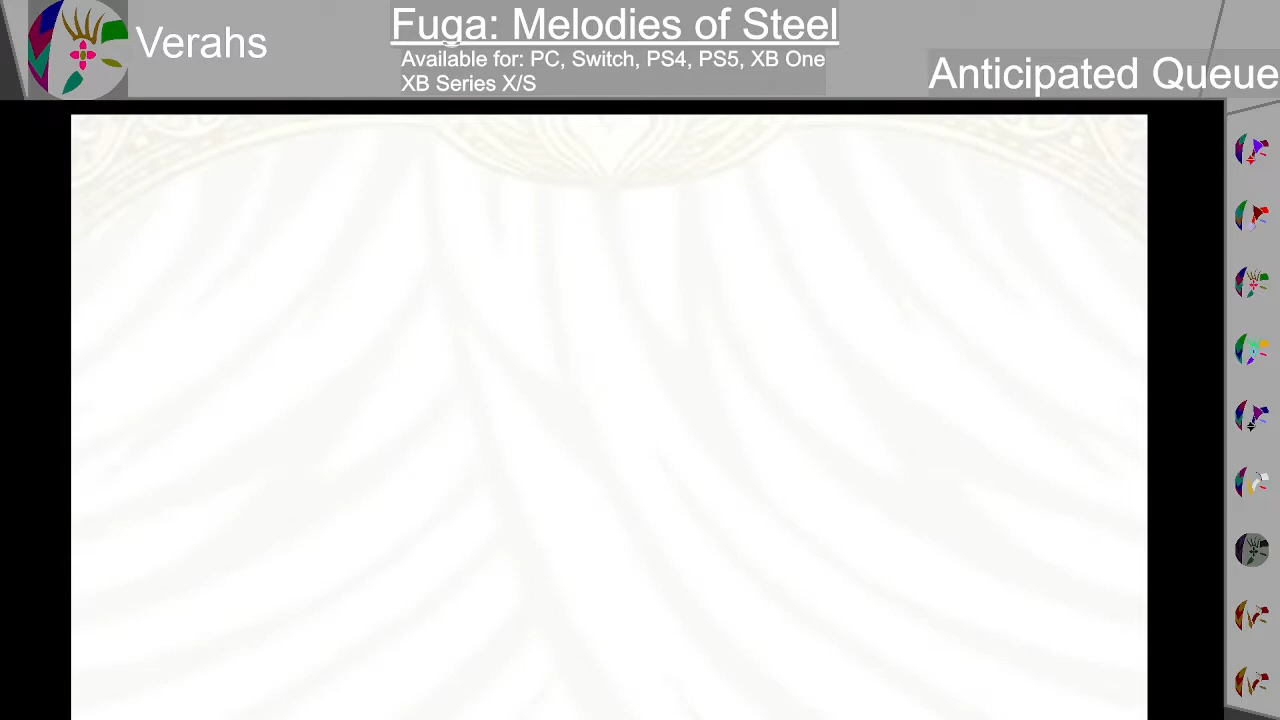 Verahs
Fuga: Melodies of Steel
Available for: PC, Switch, PS4, PS5, XB One
XB Series X/S
Anticipated Queue